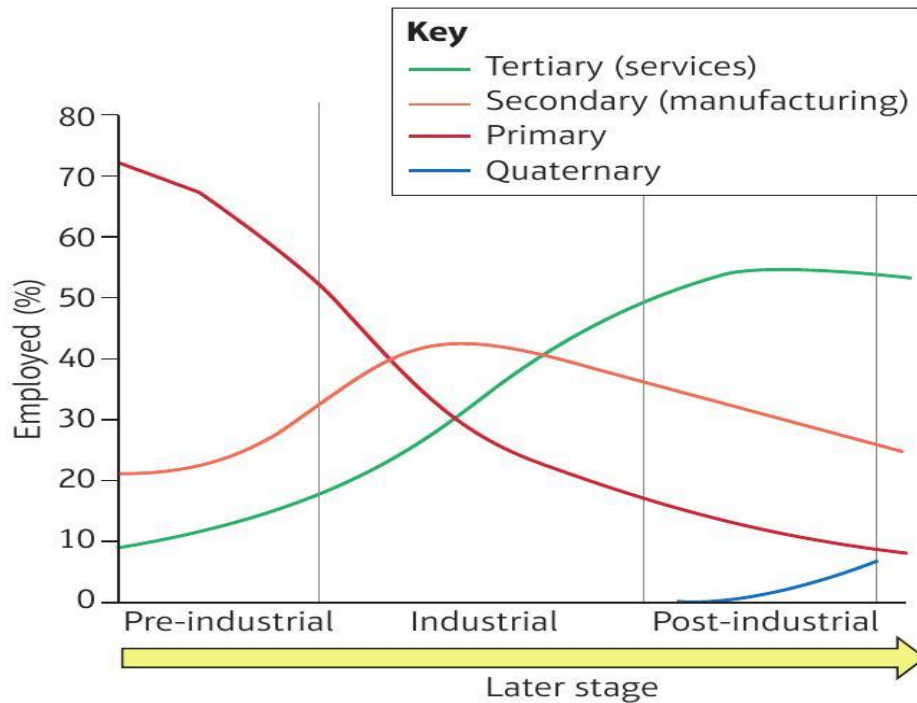 Key
Tertiary (services)
Secondary (manufacturing)
Primary
Quaternary
80
70
60
50
40
30
20
10
0
Employed (%)
Pre-industrial Industrial Post-industrial
Later stage